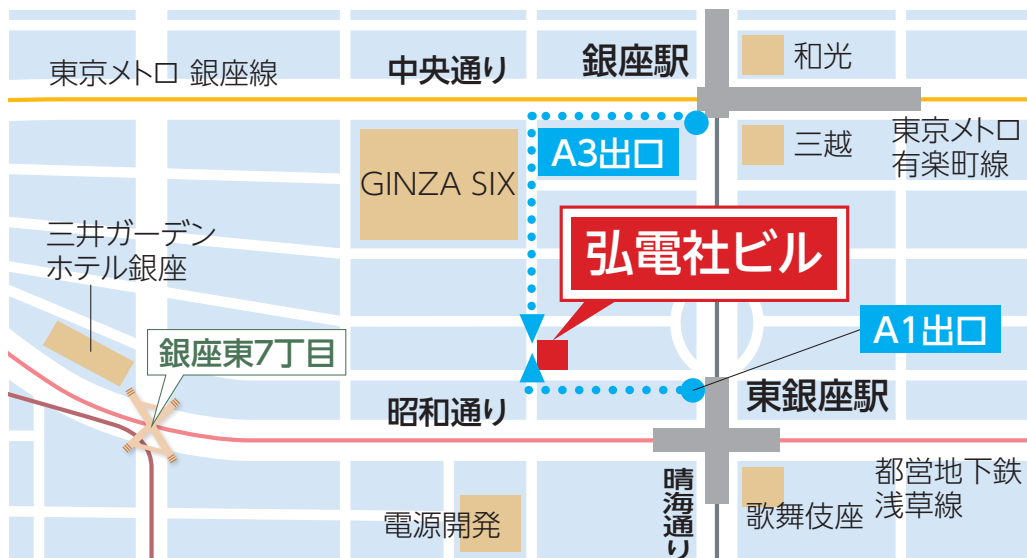 東京メトロ 銀座線
中央通り
銀座駅
和光
A3出口
三越
東京メトロ
有楽町線
GINZA SIX
三井ガーデン
ホテル銀座
弘電社ビル
A1出口
銀座東7丁目
昭和通り
東銀座駅
晴海通り
都営地下鉄
浅草線
電源開発
歌舞伎座